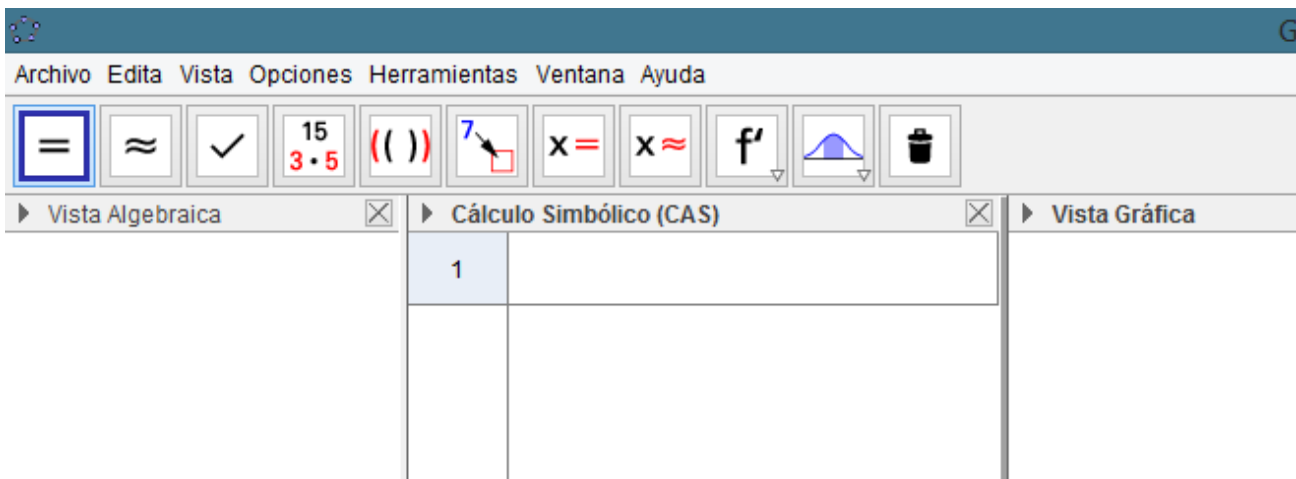 G
Archivo Edita Vista Opciones Herramientas Ventana Ayuda
= ≈ ✓ 15 (( )) 7 x= x≈ f′
3·5
Vista Algebraica Cálculo Simbólico (CAS) Vista Gráfica
1